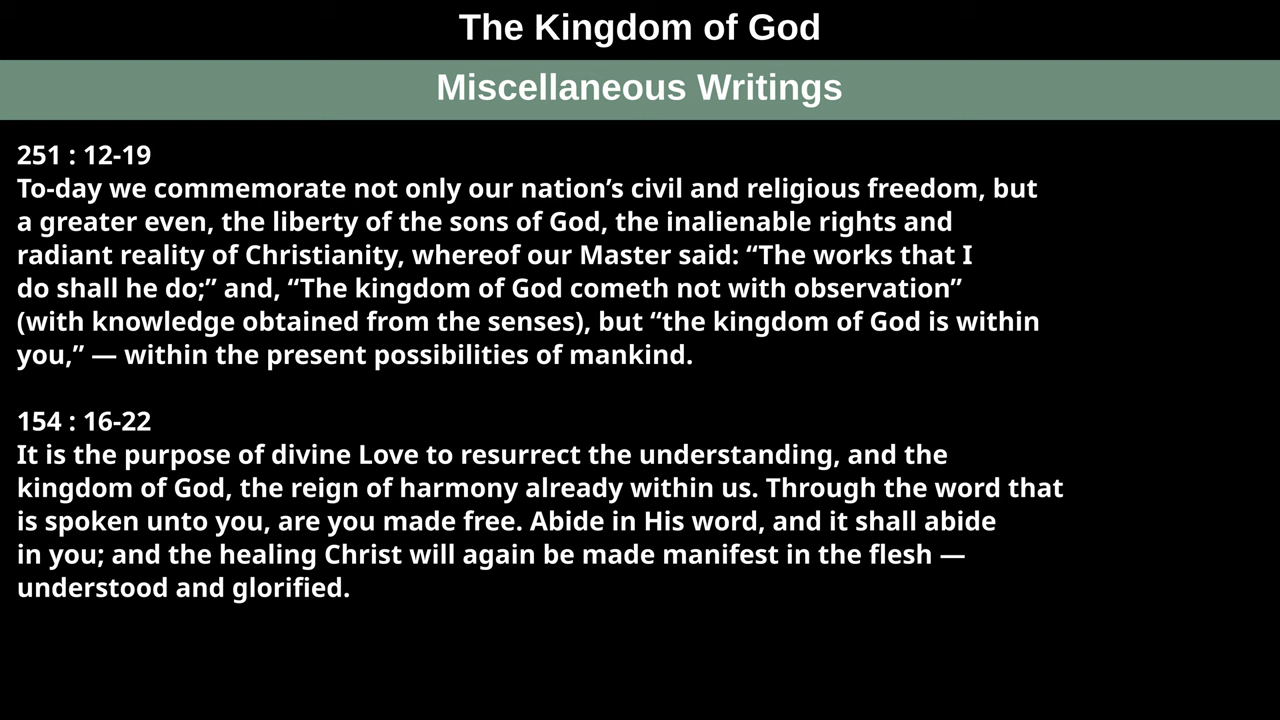 The Kingdom of God
Miscellaneous Writings
251 : 12-19
To-day we commemorate not only our nation’s civil and religious freedom, but
a greater even, the liberty of the sons of God, the inalienable rights and
radiant reality of Christianity, whereof our Master said: “The works that I
do shall he do;” and, “The kingdom of God cometh not with observation”
(with knowledge obtained from the senses), but “the kingdom of God is within
you,” — within the present possibilities of mankind.
154 : 16-22
It is the purpose of divine Love to resurrect the understanding, and the
kingdom of God, the reign of harmony already within us. Through the word that
is spoken unto you, are you made free. Abide in His word, and it shall abide
in you; and the healing Christ will again be made manifest in the flesh —
understood and glorified.